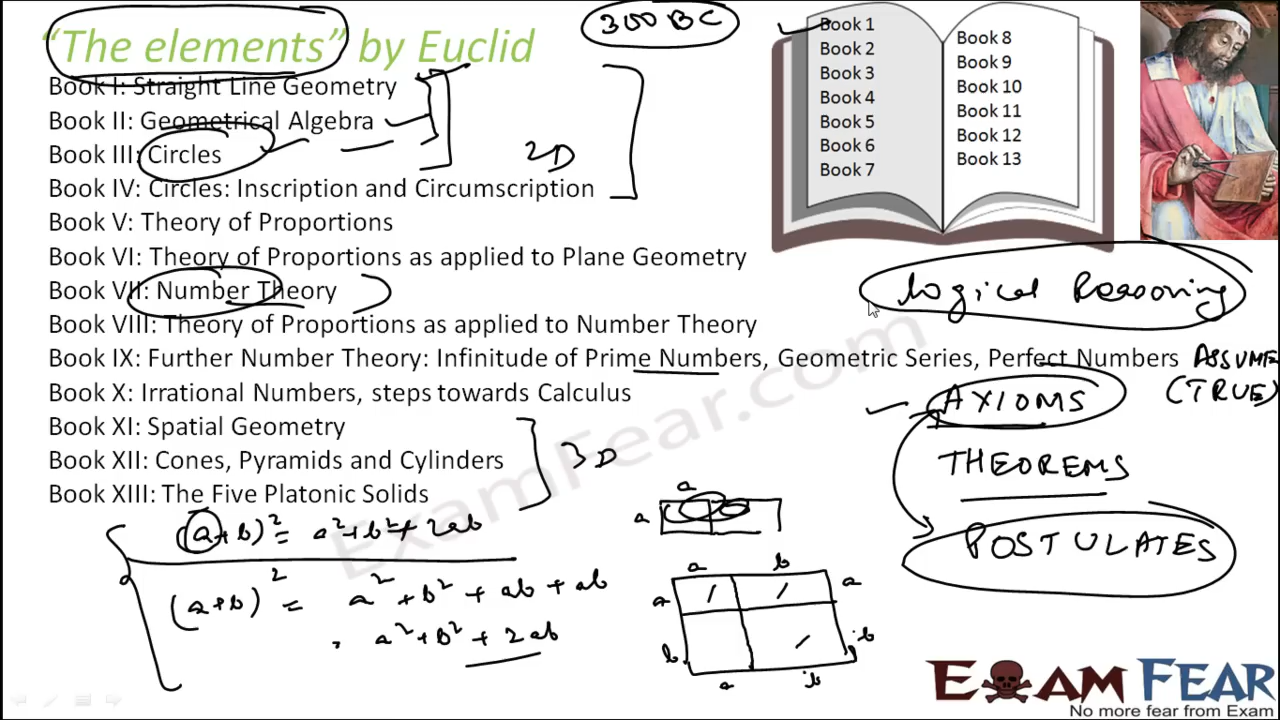 "The elements" by Euclid
300 BC
Book I: Straight Line Geometry
Book II: Geometrical Algebra
Book III: Circles
2D
Book IV: Circles: Inscription and Circumscription
Book V: Theory of Proportions
Book VI: Theory of Proportions as applied to Plane Geometry
Book VII: Number Theory
Book VIII: Theory of Proportions as applied to Number Theory
Book IX: Further Number Theory: Infinitude of Prime Numbers, Geometric Series, Perfect Numbers
Book X: Irrational Numbers, steps towards Calculus
Book XI: Spatial Geometry
Book XII: Cones, Pyramids and Cylinders
3D
Book XIII: The Five Platonic Solids
Book 1
Book 2
Book 3
Book 4
Book 5
Book 6
Book 7
Book 8
Book 9
Book 10
Book 11
Book 12
Book 13
Logical Reasoning
ASSUME
(TRUE)
AXIOMS
THEOREMS
POSTULATES
(a+b)² = a²+b²+2ab
(a+b)² = a²+b²+ab+ab
a²+b²+2ab
a
a
a b
a a
b b
a b
ExamFear.com
EXAM FEAR
No more fear from Exam